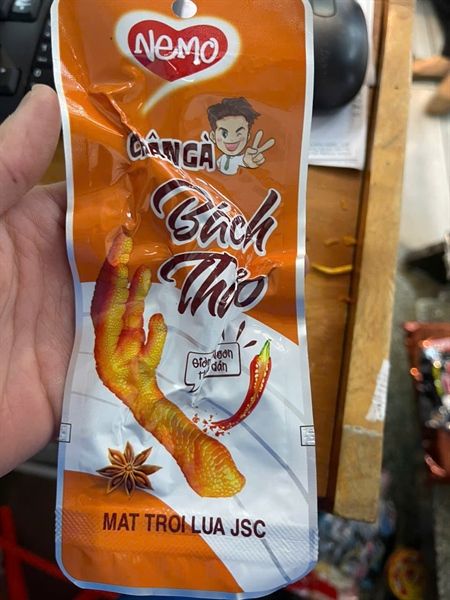 NeMO
CHÂN GÀ
Bách
Thảo
MAT TROI LUA JSC